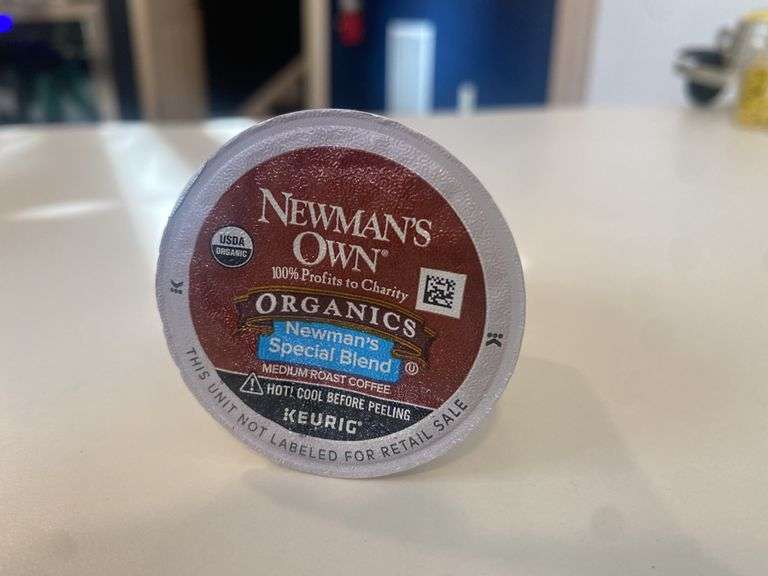 NEWMAN'S
OWN®
100% Profits to Charity
USDA
ORGANIC
ORGANICS
Newman's
Special Blend
MEDIUM ROAST COFFEE
HOT! COOL BEFORE PEELING
KEURIG®
THIS UNIT NOT LABELED FOR RETAIL SALE